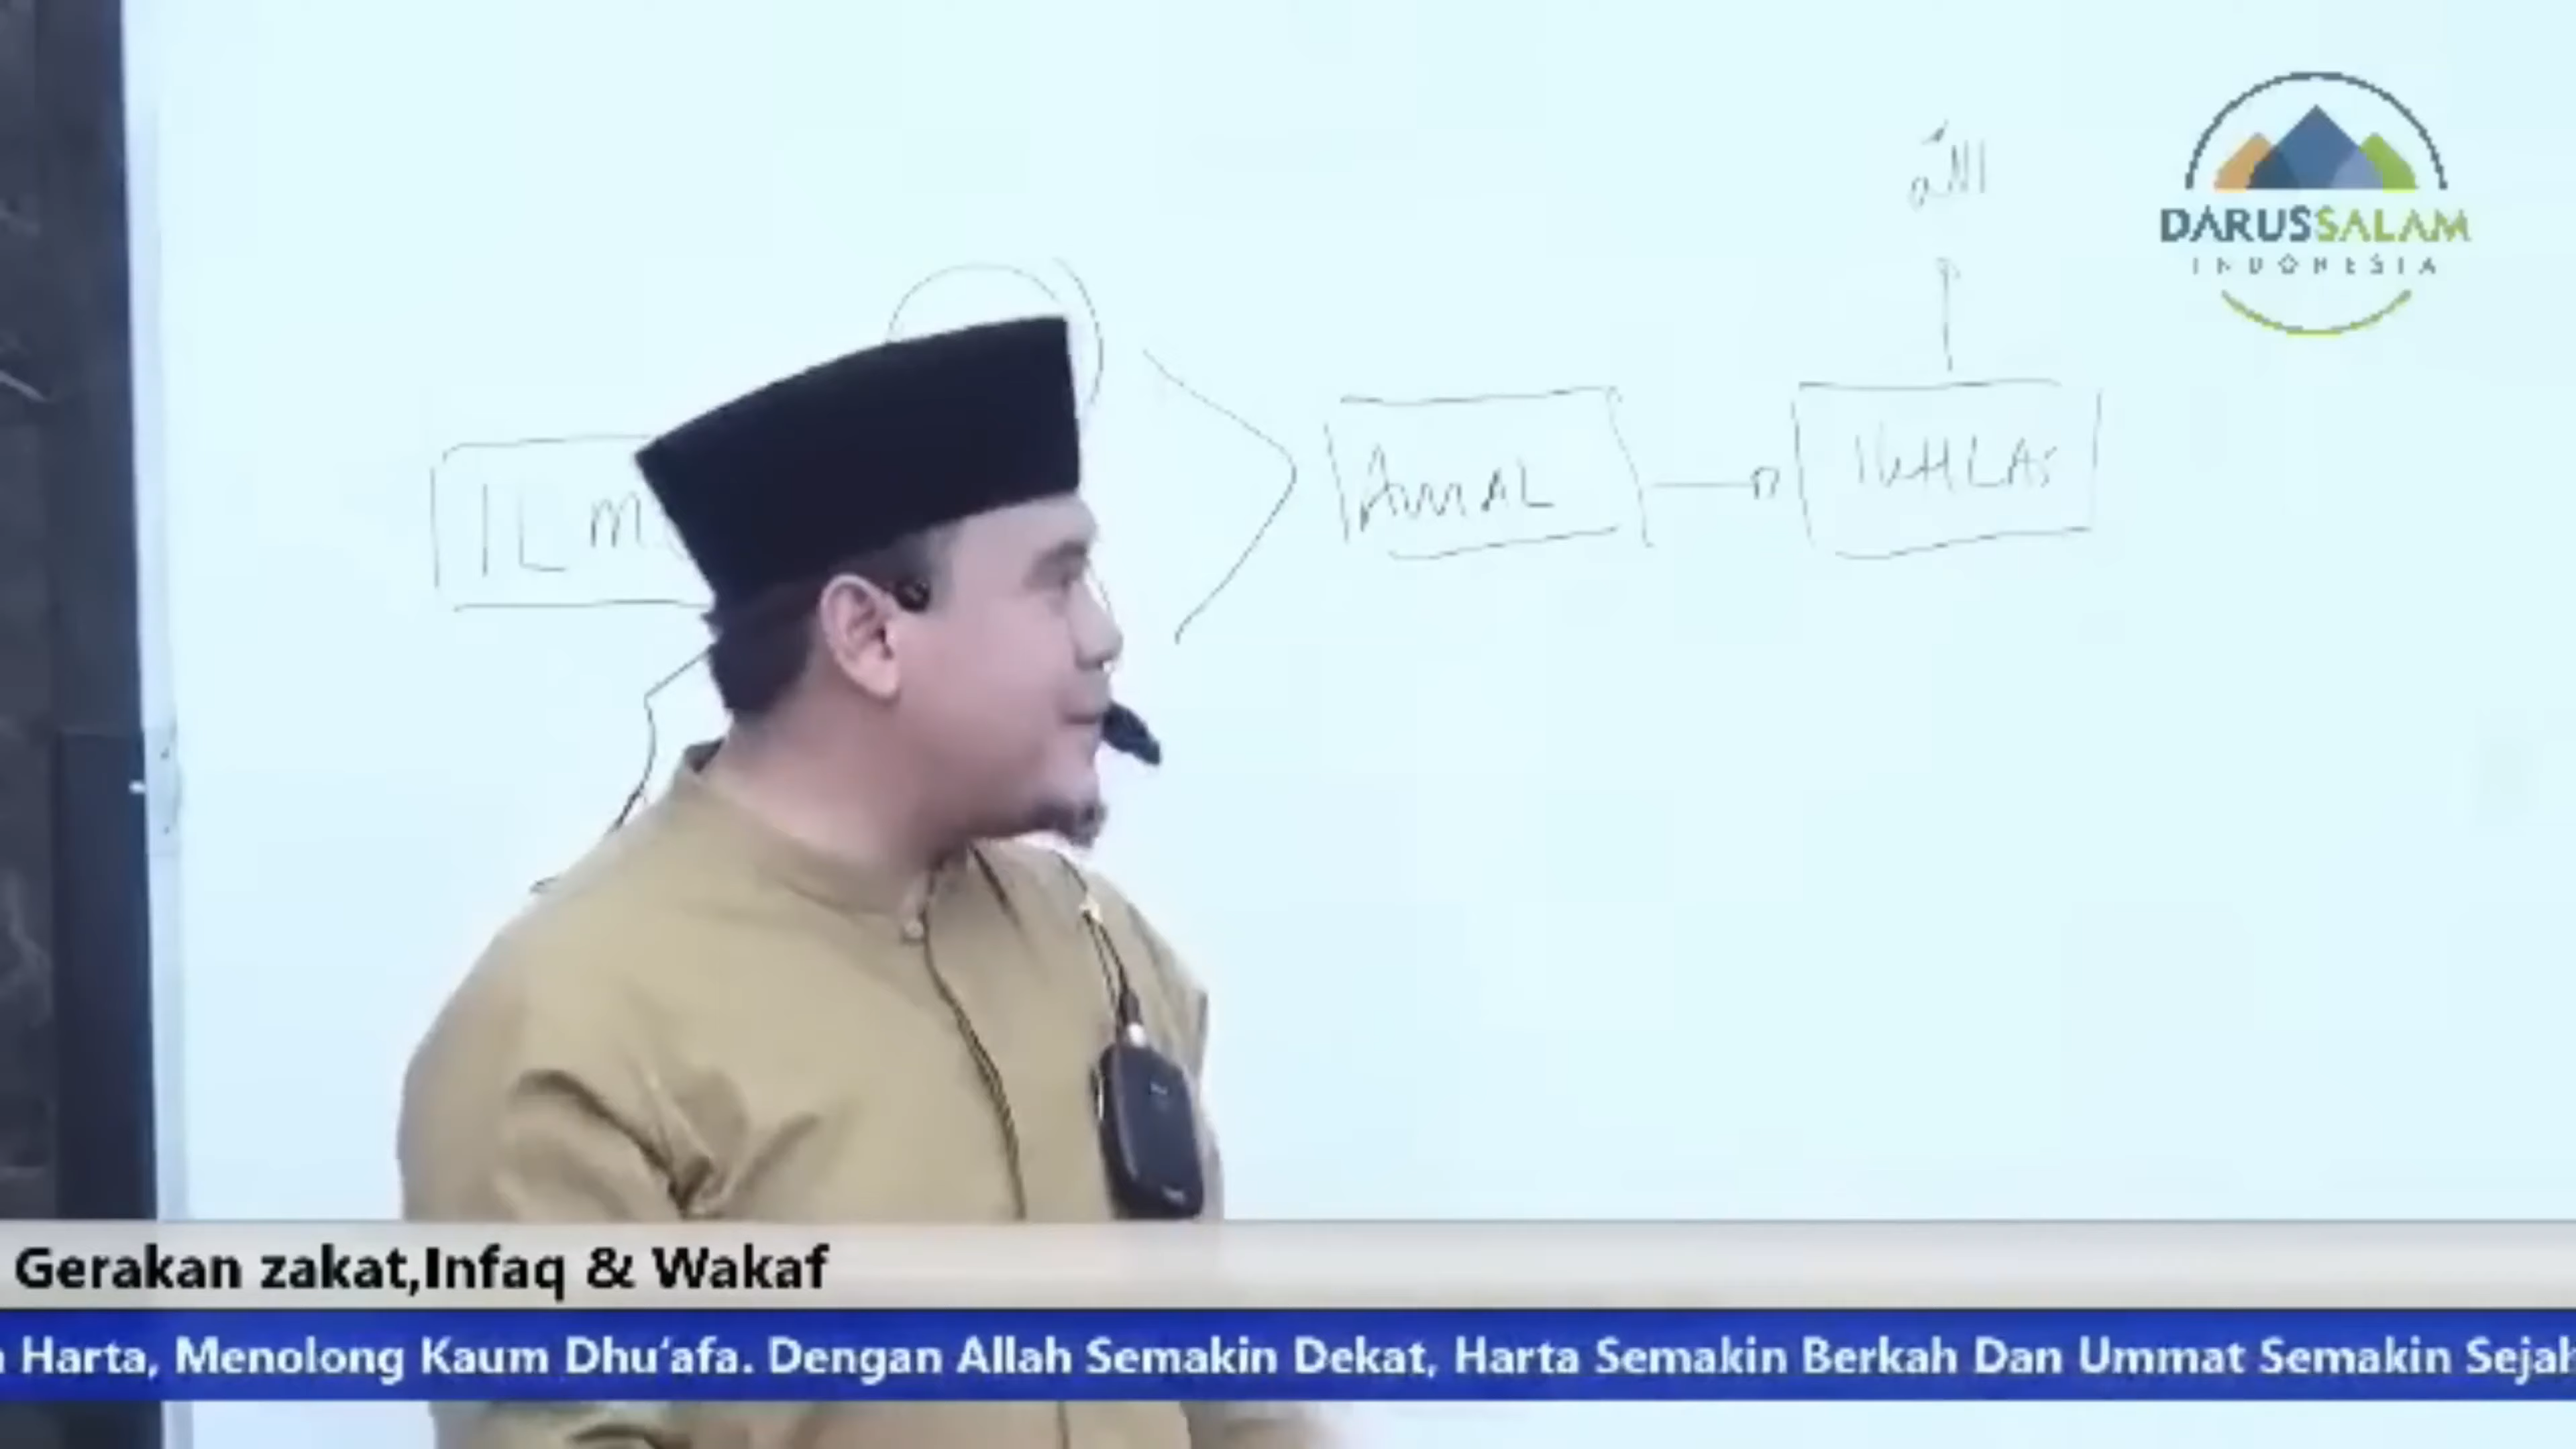 الله
DARUSSALAM
INDONESIA
AMAL
IKHLAS
Gerakan zakat,Infaq & Wakaf
Harta, Menolong Kaum Dhu‘afa. Dengan Allah Semakin Dekat, Harta Semakin Berkah Dan Ummat Semakin